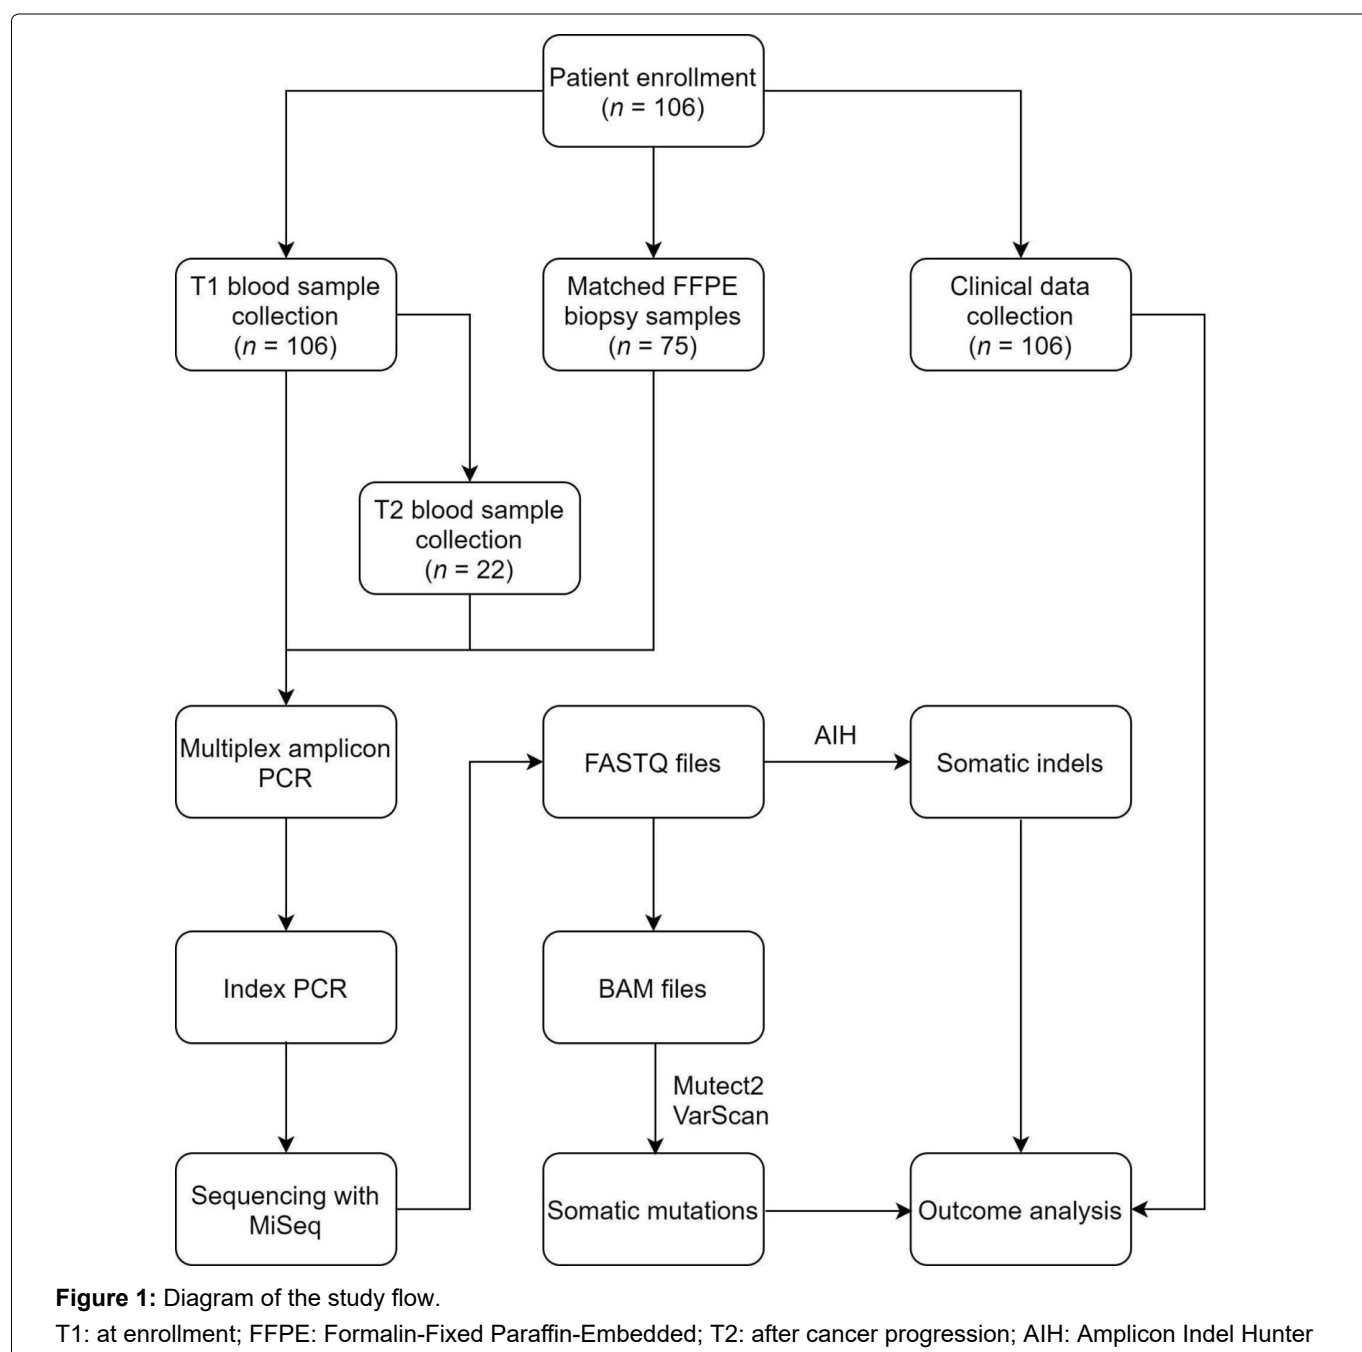 Patient enrollment
(n = 106)
T1 blood sample
collection
(n = 106)
Matched FFPE
biopsy samples
(n = 75)
Clinical data
collection
(n = 106)
T2 blood sample
collection
(n = 22)
Multiplex amplicon
PCR
FASTQ files
AIH
Somatic indels
Index PCR
BAM files
Mutect2
VarScan
Sequencing with
MiSeq
Somatic mutations
Outcome analysis
Figure 1: Diagram of the study flow.
T1: at enrollment; FFPE: Formalin-Fixed Paraffin-Embedded; T2: after cancer progression; AIH: Amplicon Indel Hunter